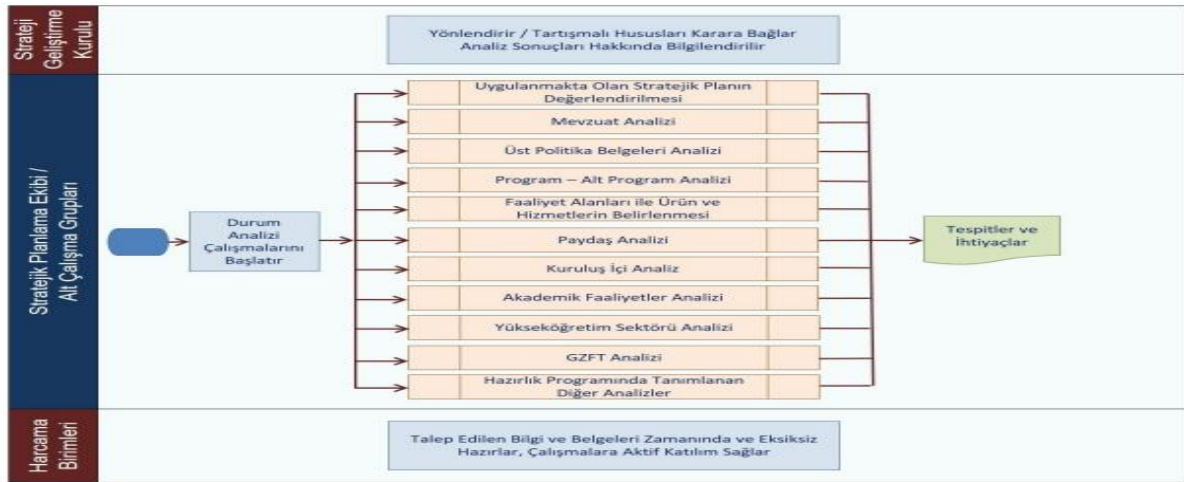 Strateji
Geliştirme
Kurulu
Yönlendirir / Tartışmalı Hususları Karara Bağlar
Analiz Sonuçları Hakkında Bilgilendirilir
Stratejik Planlama Ekibi /
Alt Çalışma Grupları
Durum
Analizi
Çalışmalarını
Başlatır
Uygulanmakta Olan Stratejik Planın
Değerlendirilmesi
Mevzuat Analizi
Üst Politika Belgeleri Analizi
Program – Alt Program Analizi
Faaliyet Alanları ile Ürün ve
Hizmetlerin Belirlenmesi
Paydaş Analizi
Kuruluş İçi Analiz
Akademik Faaliyetler Analizi
Yükseköğretim Sektörü Analizi
GZFT Analizi
Hazırlık Programında Tanımlanan
Diğer Analizler
Tespitler ve
İhtiyaçlar
Harcama
Birimleri
Talep Edilen Bilgi ve Belgeleri Zamanında ve Eksiksiz
Hazırlar, Çalışmalara Aktif Katılım Sağlar